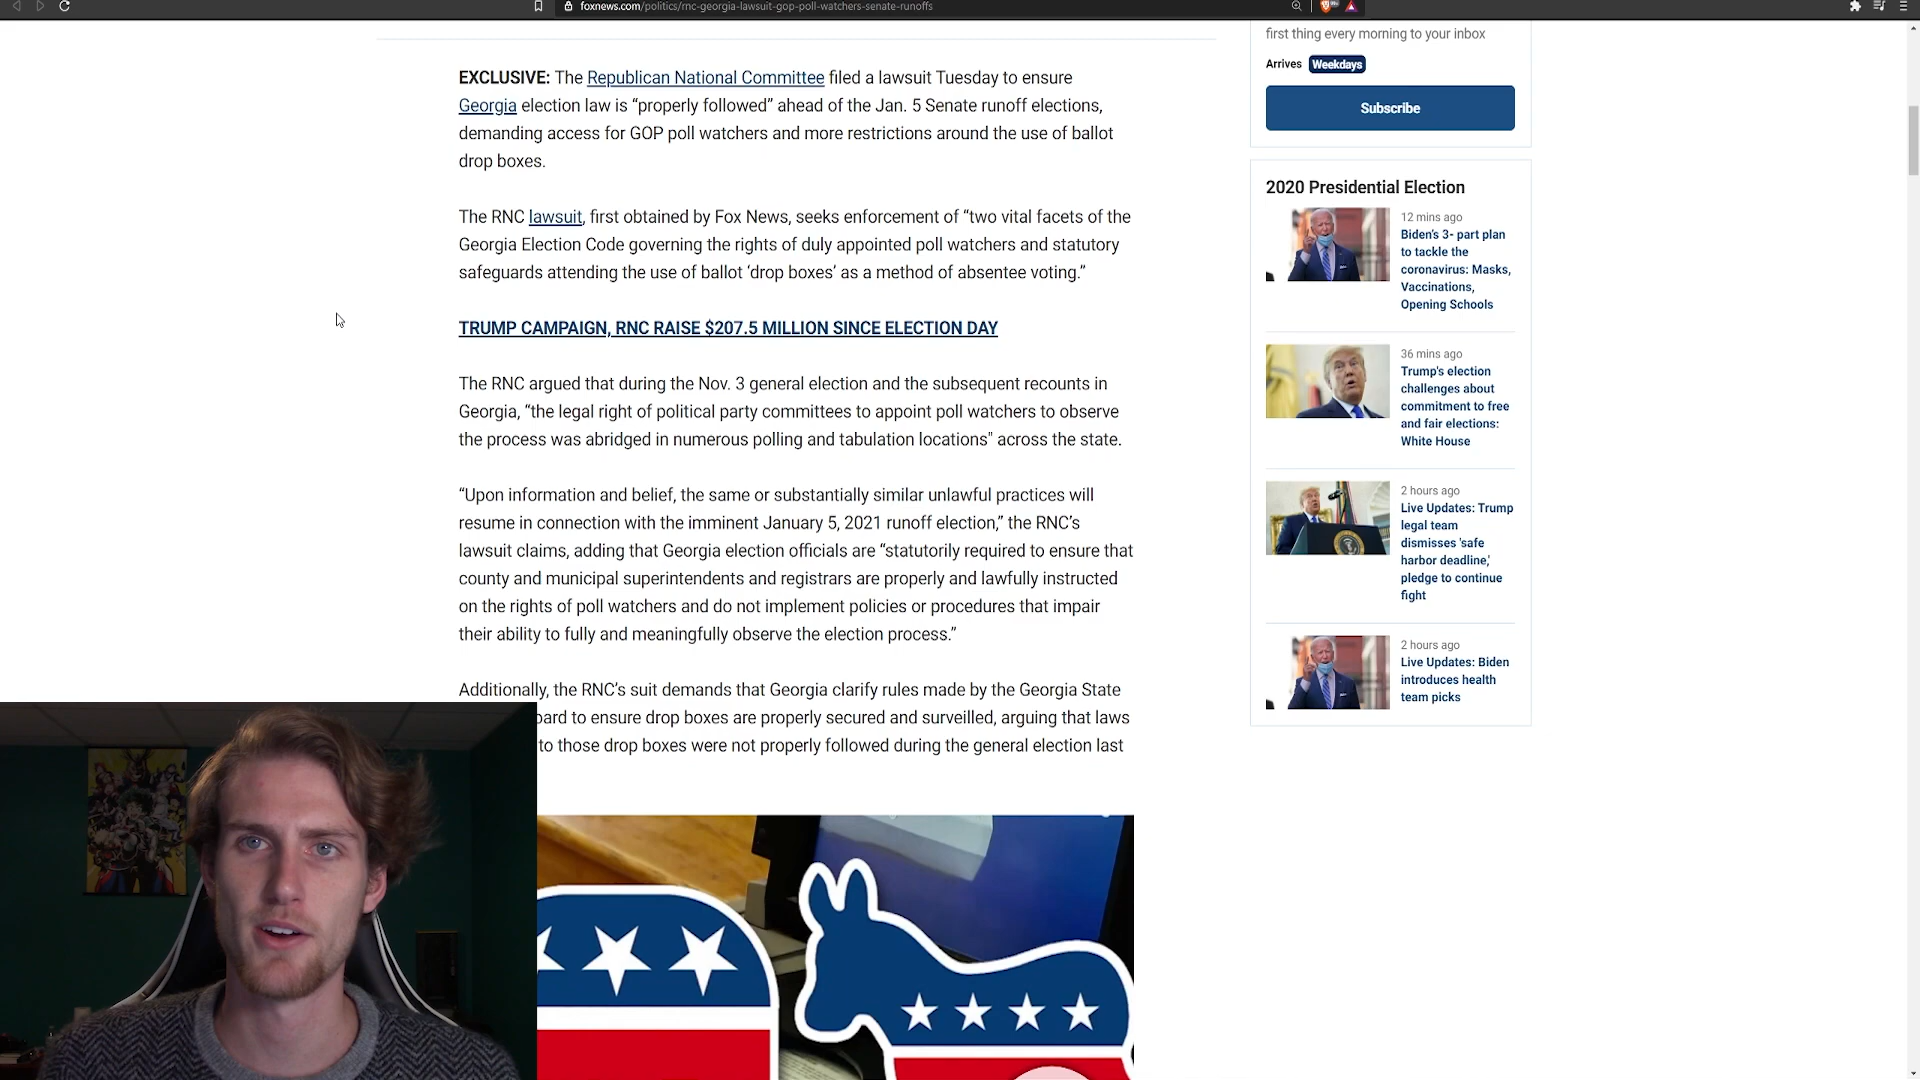 foxnews.com/politics/rnc-georgia-lawsuit-gop-poll-watchers-senate-runoffs
EXCLUSIVE: The Republican National Committee filed a lawsuit Tuesday to ensure
Georgia election law is “properly followed” ahead of the Jan. 5 Senate runoff elections,
demanding access for GOP poll watchers and more restrictions around the use of ballot
drop boxes.
The RNC lawsuit, first obtained by Fox News, seeks enforcement of “two vital facets of the
Georgia Election Code governing the rights of duly appointed poll watchers and statutory
safeguards attending the use of ballot ‘drop boxes’ as a method of absentee voting.”
TRUMP CAMPAIGN, RNC RAISE $207.5 MILLION SINCE ELECTION DAY
The RNC argued that during the Nov. 3 general election and the subsequent recounts in
Georgia, “the legal right of political party committees to appoint poll watchers to observe
the process was abridged in numerous polling and tabulation locations" across the state.
“Upon information and belief, the same or substantially similar unlawful practices will
resume in connection with the imminent January 5, 2021 runoff election,” the RNC’s
lawsuit claims, adding that Georgia election officials are “statutorily required to ensure that
county and municipal superintendents and registrars are properly and lawfully instructed
on the rights of poll watchers and do not implement policies or procedures that impair
their ability to fully and meaningfully observe the election process.”
Additionally, the RNC’s suit demands that Georgia clarify rules made by the Georgia State
oard to ensure drop boxes are properly secured and surveilled, arguing that laws
to those drop boxes were not properly followed during the general election last
first thing every morning to your inbox
Arrives Weekdays
Subscribe
2020 Presidential Election
12 mins ago
Biden’s 3- part plan
to tackle the
coronavirus: Masks,
Vaccinations,
Opening Schools
36 mins ago
Trump's election
challenges about
commitment to free
and fair elections:
White House
2 hours ago
Live Updates: Trump
legal team
dismisses 'safe
harbor deadline,'
pledge to continue
fight
2 hours ago
Live Updates: Biden
introduces health
team picks